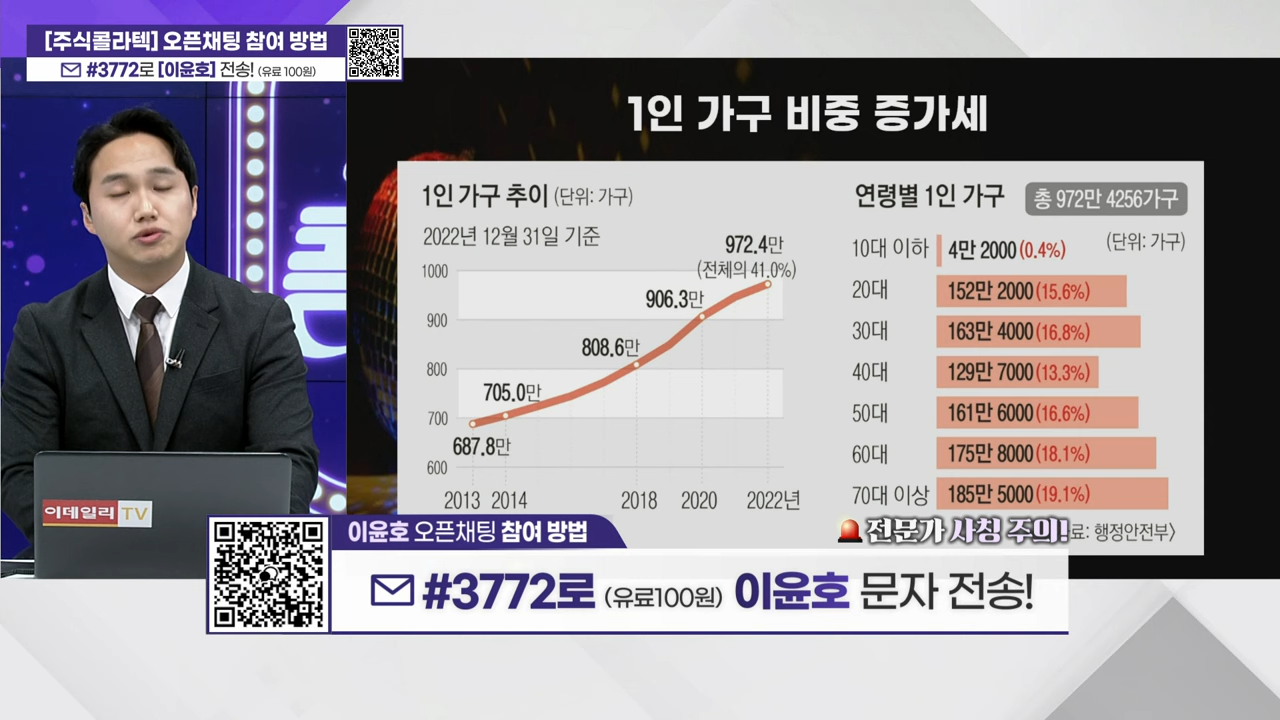 [주식콜라텍] 오픈채팅 참여 방법
#3772로 [이윤호] 전송! (유료 100원)
1인 가구 비중 증가세
1인 가구 추이 (단위: 가구)
2022년 12월 31일 기준
972.4만
(전체의 41.0%)
906.3만
808.6만
705.0만
687.8만
1000
900
800
700
600
2013 2014 2018 2020 2022년
연령별 1인 가구
총 972만 4256가구
(단위: 가구)
10대 이하 4만 2000(0.4%)
20대 152만 2000(15.6%)
30대 163만 4000(16.8%)
40대 129만 7000(13.3%)
50대 161만 6000(16.6%)
60대 175만 8000(18.1%)
70대 이상 185만 5000(19.1%)
료: 행정안전부〉
이데일리 TV
이윤호 오픈채팅 참여 방법
전문가 사칭 주의!
#3772로 (유료100원) 이윤호 문자 전송!